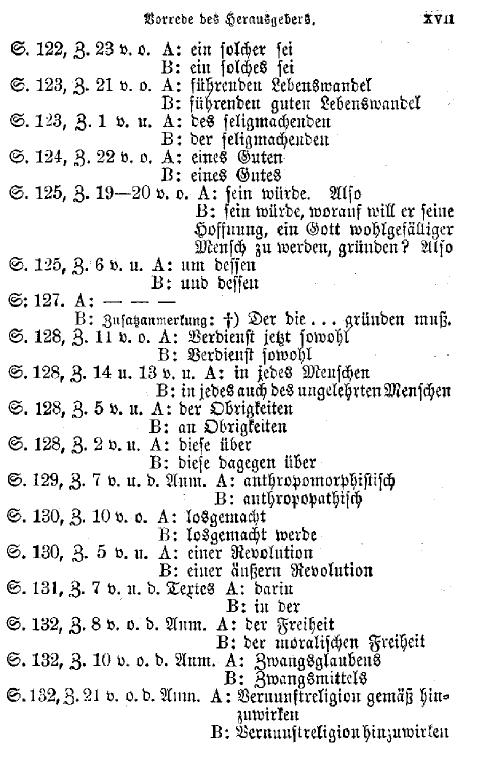 Vorrede des Herausgebers. XVII
S. 122, Z. 23 v. o. A: ein solcher sei
B: ein solches sei
S. 123, Z. 21 v. o. A: führenden Lebenswandel
B: führenden guten Lebenswandel
S. 123, Z. 1 v. u. A: des seligmachenden
B: der seligmachenden
S. 124, Z. 22 v. o. A: eines Guten
B: eines Gutes
S. 125, Z. 19—20 v. o. A: sein würde. Also
B: sein würde, worauf will er seine
Hoffnung, ein Gott wohlgefälliger
Mensch zu werden, gründen? Also
S. 125, Z. 6 v. u. A: um dessen
B: und dessen
S: 127. A: — — —
B: Zusatzanmerkung: †) Der die ... gründen muß.
S. 128, Z. 11 v. o. A: Verdienst jetzt sowohl
B: Verdienst sowohl
S. 128, Z. 14 u. 13 v. u. A: in jedes Menschen
B: in jedes auch des ungelehrten Menschen
S. 128, Z. 5 v. u. A: der Obrigkeiten
B: an Obrigkeiten
S. 128, Z. 2 v. u. A: diese über
B: diese dagegen über
S. 129, Z. 7 v. u. d. Anm. A: anthropomorphistisch
B: anthropopathisch
S. 130, Z. 10 v. o. A: losgemacht
B: losgemacht werde
S. 130, Z. 5 v. u. A: einer Revolution
B: einer äußern Revolution
S. 131, Z. 7 v. u. d. Textes A: darin
B: in der
S. 132, Z. 8 v. o. d. Anm. A: der Freiheit
B: der moralischen Freiheit
S. 132, Z. 10 v. o. d. Anm. A: Zwangsglaubens
B: Zwangsmittels
S. 132, Z. 21 v. o. d. Anm. A: Vernunftreligion gemäß hin-
zuwirken
B: Vernunftreligion hinzuwirken